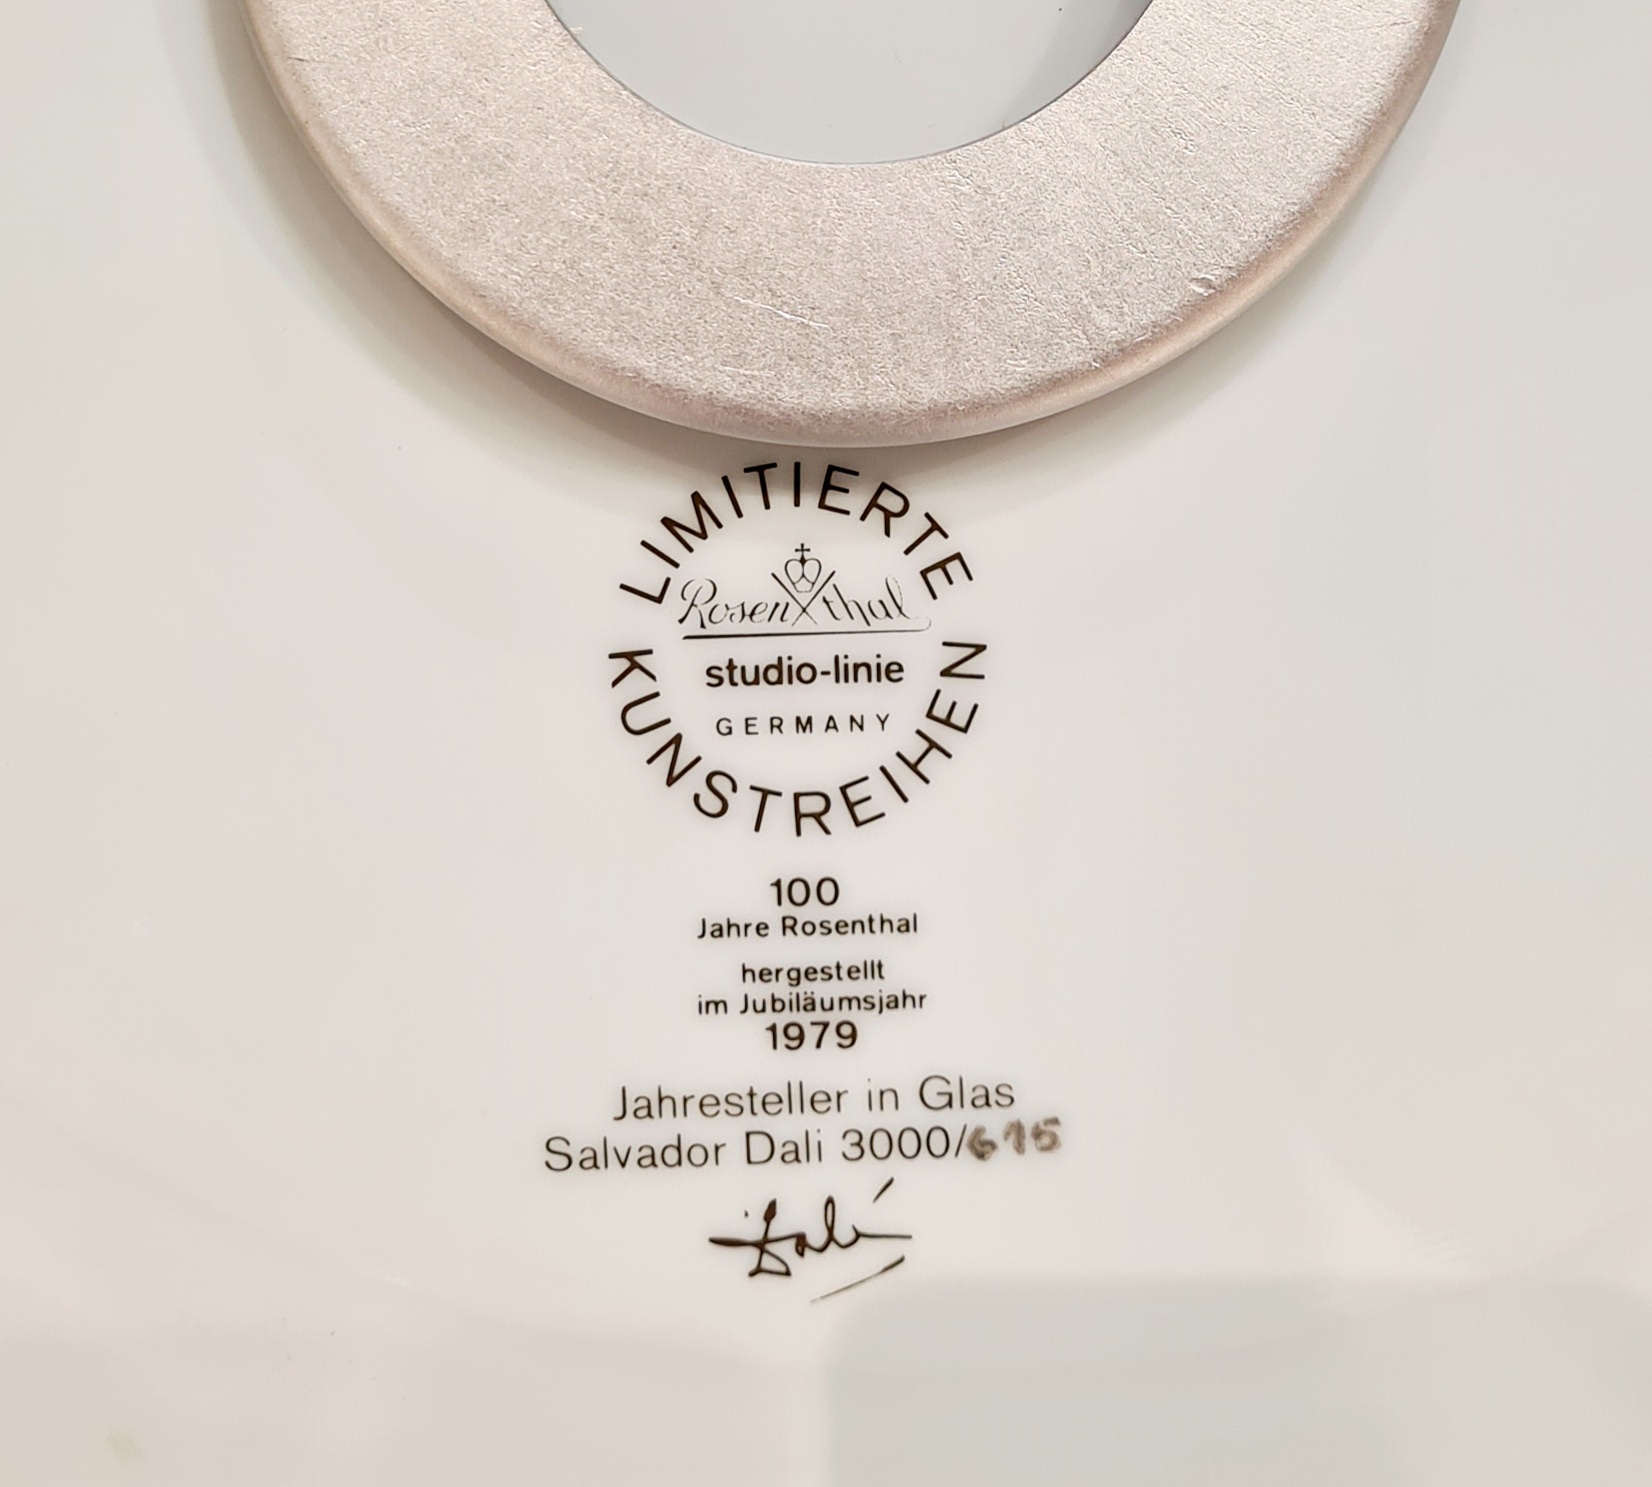 LIMITIERTE
Rosenthal
studio-linie
GERMANY
KUNSTREIHEN
100
Jahre Rosenthal
hergestellt
im Jubiläumsjahr
1979
Jahresteller in Glas
Salvador Dali 3000/615
Dalí